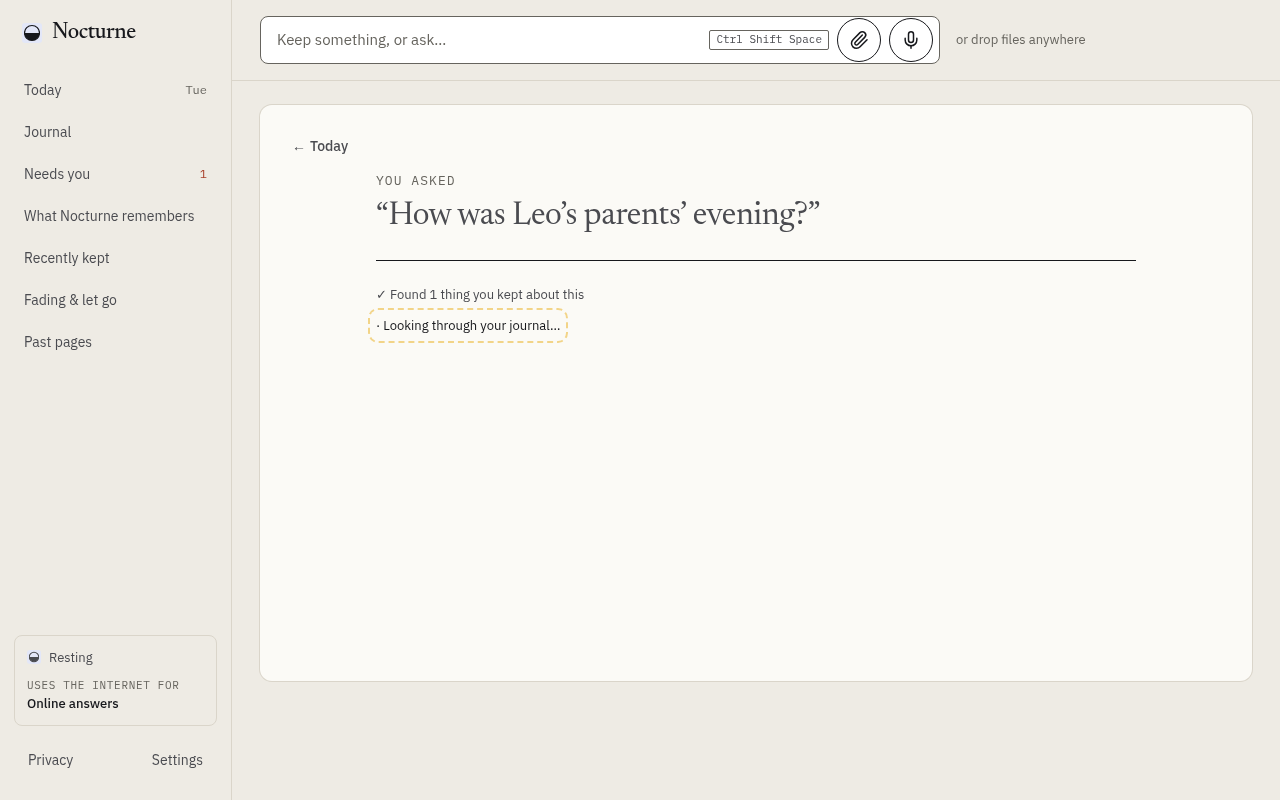 Nocturne
Today Tue
Journal
Needs you 1
What Nocturne remembers
Recently kept
Fading & let go
Past pages
Resting
USES THE INTERNET FOR
Online answers
Privacy Settings
Keep something, or ask... Ctrl Shift Space or drop files anywhere
← Today
YOU ASKED
“How was Leo’s parents’ evening?”
✓ Found 1 thing you kept about this
· Looking through your journal...